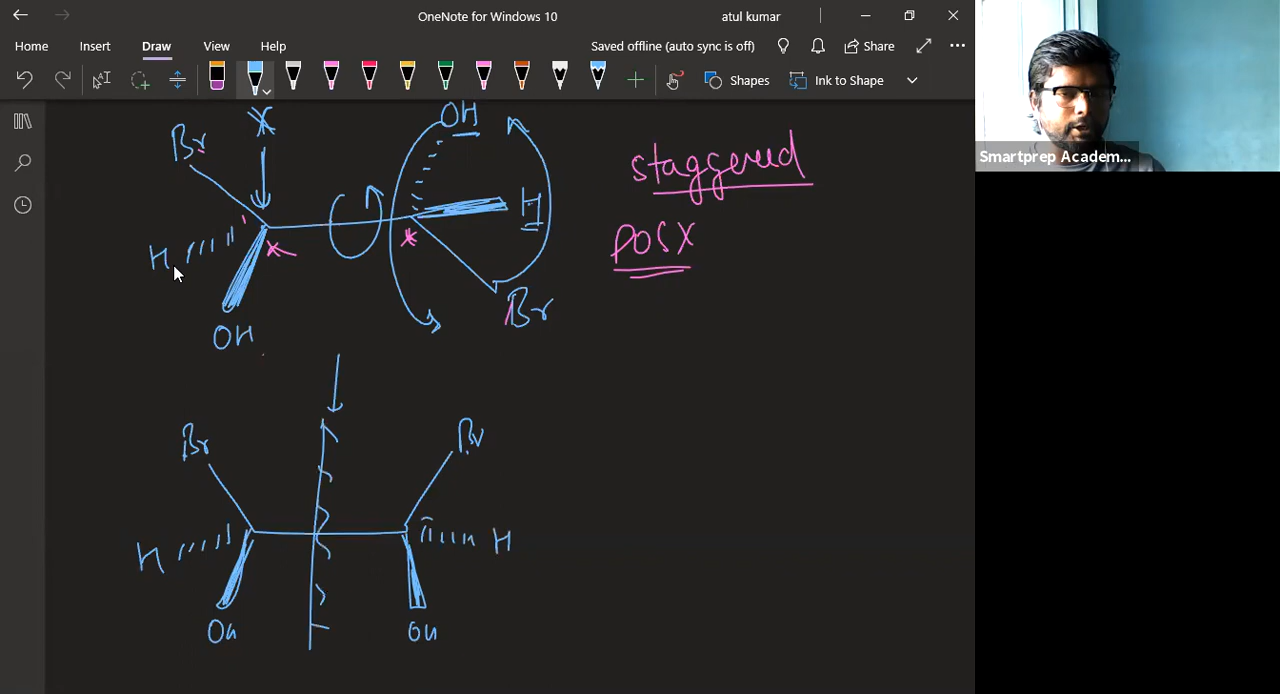 OneNote for Windows 10
atul kumar
Home Insert Draw View Help
Saved offline (auto sync is off)
Share
Shapes
Ink to Shape
Smartprep Academ...
X
OH
Br
staggered
H
H
X
POSX
Br
OH
Br
Br
H
H
OH
OH